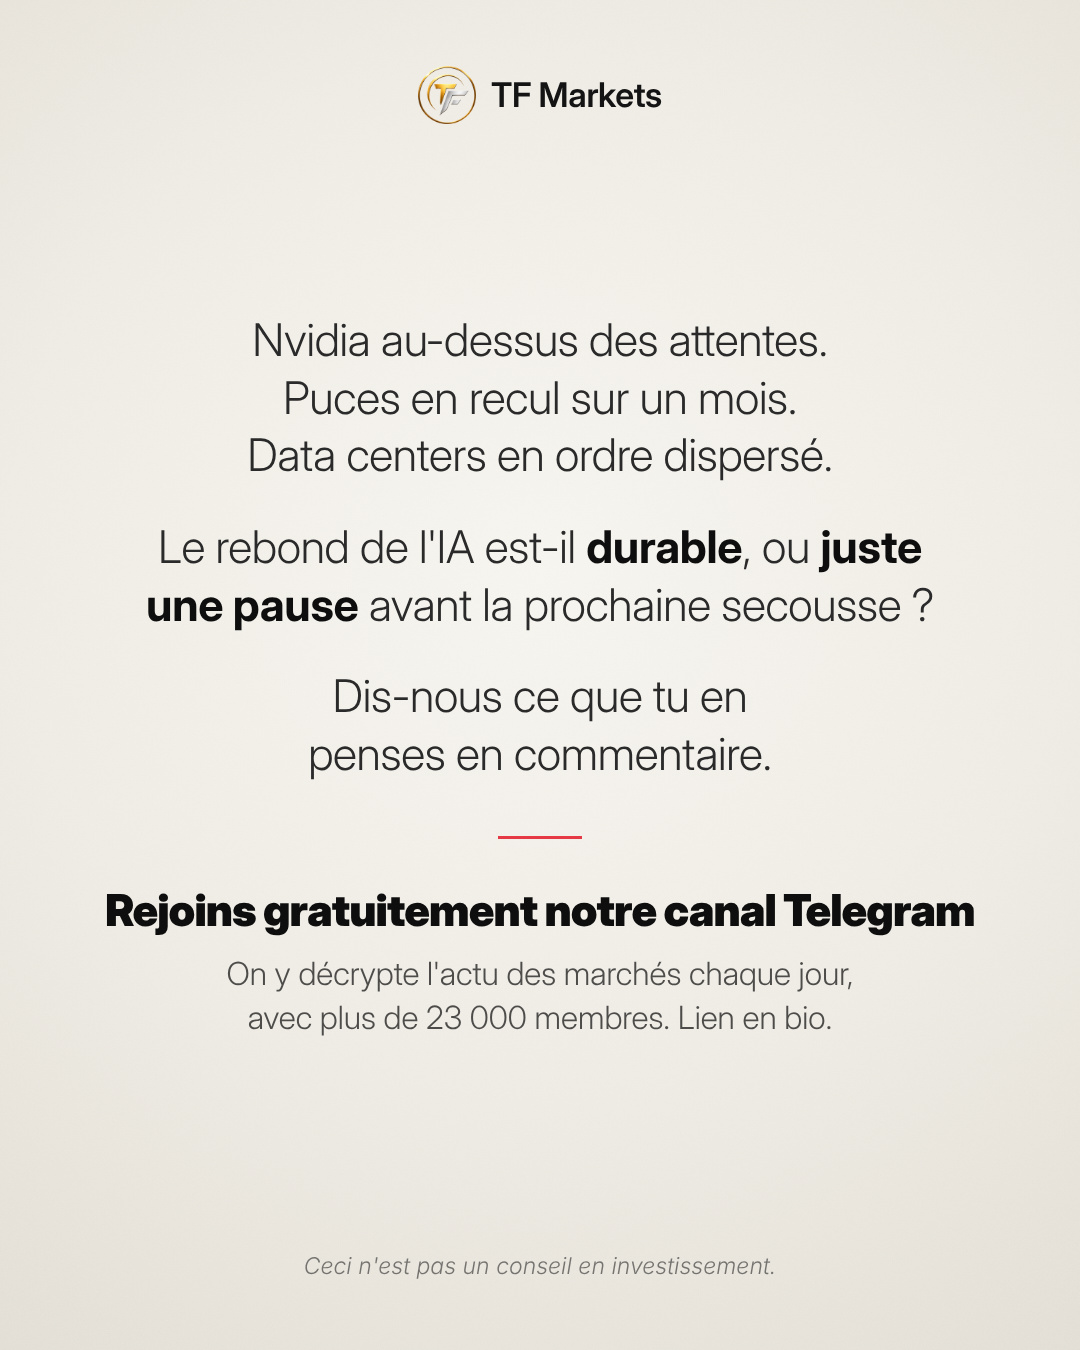 TF Markets
Nvidia au-dessus des attentes.
Puces en recul sur un mois.
Data centers en ordre dispersé.
Le rebond de l'IA est-il durable, ou juste
une pause avant la prochaine secousse ?
Dis-nous ce que tu en
penses en commentaire.
Rejoins gratuitement notre canal Telegram
On y décrypte l'actu des marchés chaque jour,
avec plus de 23 000 membres. Lien en bio.
Ceci n'est pas un conseil en investissement.